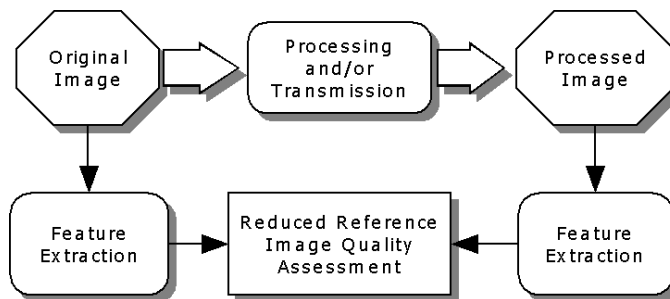 Original
Image
Processing
and/or
Transmission
Processed
Image
Feature
Extraction
Reduced Reference
Image Quality
Assessment
Feature
Extraction